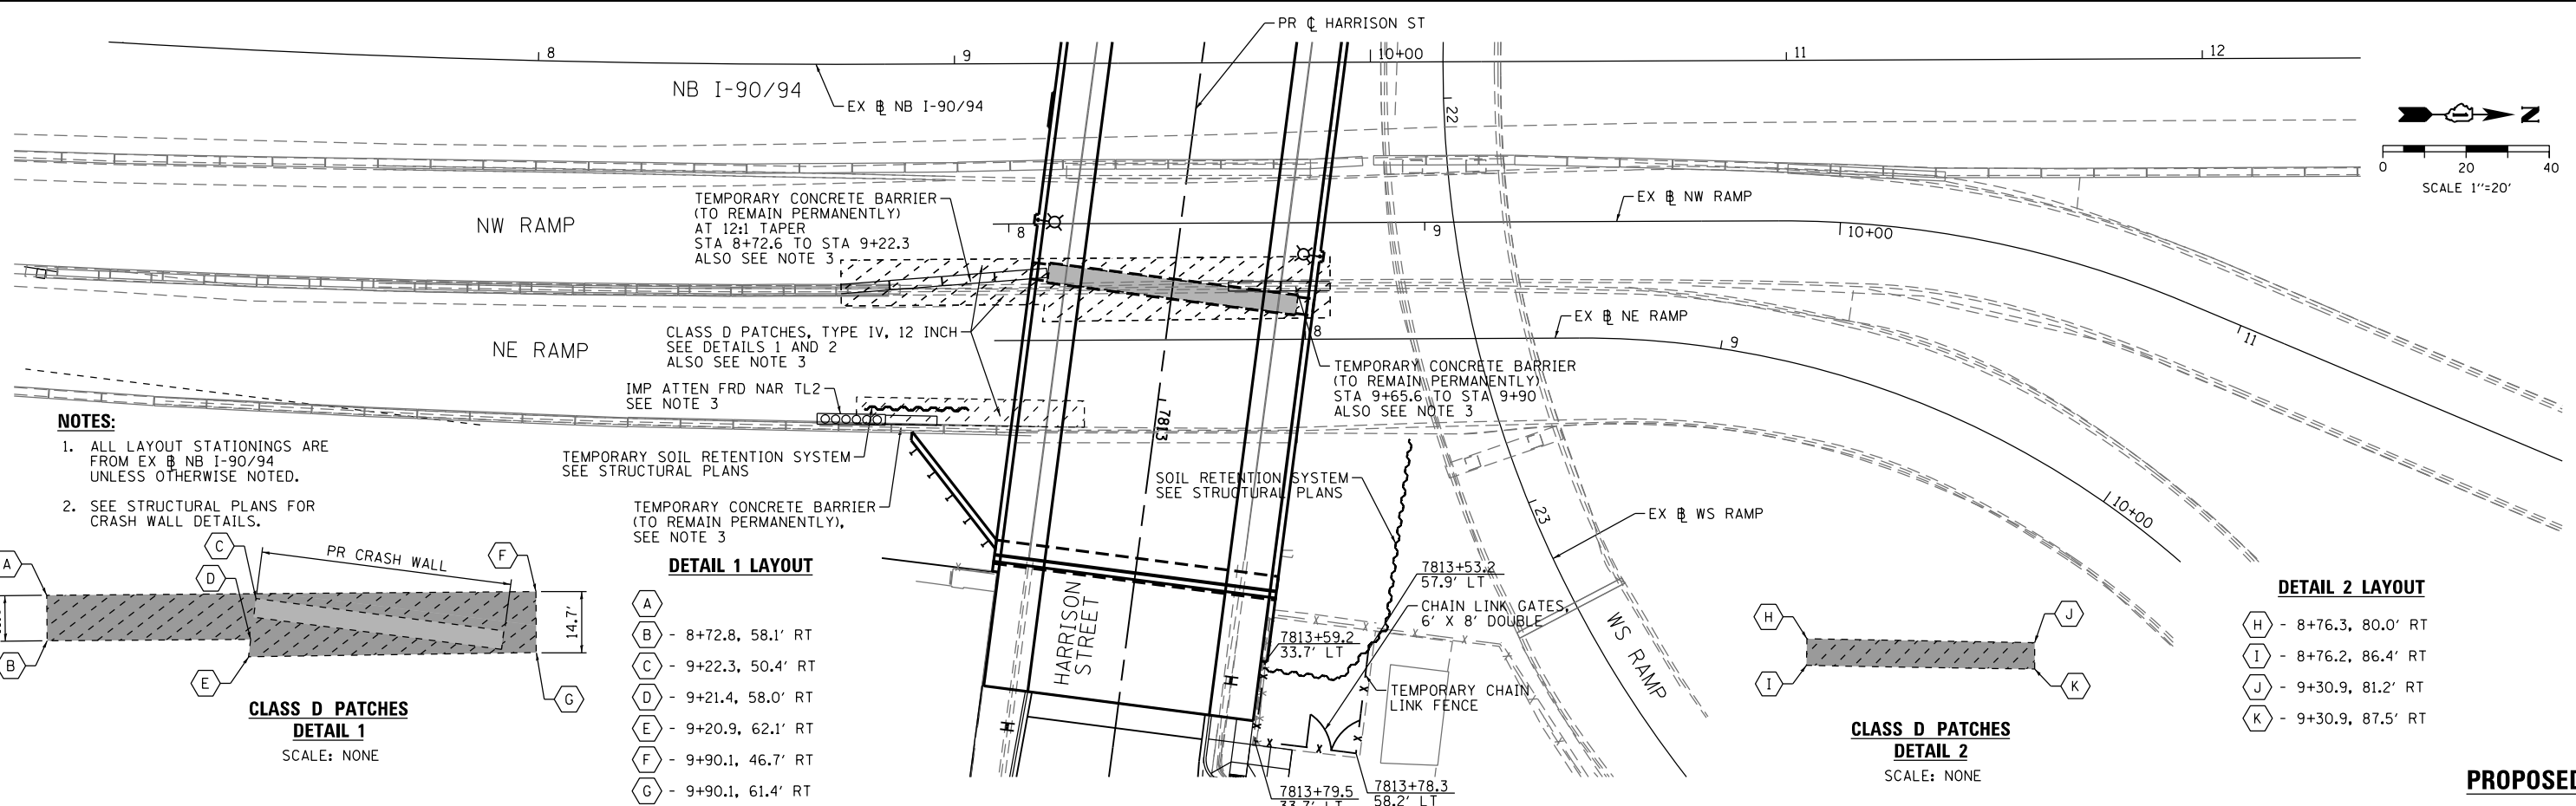 PR ℄ HARRISON ST
8
9
10+00
11
12
NB I-90/94
EX ⅊ NB I-90/94
22
N
0 20 40
SCALE 1"=20'
TEMPORARY CONCRETE BARRIER
(TO REMAIN PERMANENTLY)
AT 12:1 TAPER
STA 8+72.6 TO STA 9+22.3
ALSO SEE NOTE 3
NW RAMP
EX ⅊ NW RAMP
8
9
10+00
11
CLASS D PATCHES, TYPE IV, 12 INCH
SEE DETAILS 1 AND 2
ALSO SEE NOTE 3
NE RAMP
EX ⅊ NE RAMP
8
9
10+00
IMP ATTEN FRD NAR TL2
SEE NOTE 3
TEMPORARY CONCRETE BARRIER
(TO REMAIN PERMANENTLY)
STA 9+65.6 TO STA 9+90
ALSO SEE NOTE 3
7813
NOTES:
1. ALL LAYOUT STATIONINGS ARE
FROM EX ⅊ NB I-90/94
UNLESS OTHERWISE NOTED.
2. SEE STRUCTURAL PLANS FOR
CRASH WALL DETAILS.
TEMPORARY SOIL RETENTION SYSTEM
SEE STRUCTURAL PLANS
TEMPORARY CONCRETE BARRIER
(TO REMAIN PERMANENTLY),
SEE NOTE 3
SOIL RETENTION SYSTEM
SEE STRUCTURAL PLANS
23
EX ⅊ WS RAMP
WS RAMP
HARRISON
STREET
7813+53.2
57.9' LT
CHAIN LINK GATES,
6' X 8' DOUBLE
7813+59.2
33.7' LT
TEMPORARY CHAIN
LINK FENCE
7813+79.5
33.7' LT
7813+78.3
58.2' LT
A
B
C
D
E
F
G
PR CRASH WALL
14.7'
CLASS D PATCHES
DETAIL 1
SCALE: NONE
DETAIL 1 LAYOUT
A
B - 8+72.8, 58.1' RT
C - 9+22.3, 50.4' RT
D - 9+21.4, 58.0' RT
E - 9+20.9, 62.1' RT
F - 9+90.1, 46.7' RT
G - 9+90.1, 61.4' RT
H
I
J
K
CLASS D PATCHES
DETAIL 2
SCALE: NONE
DETAIL 2 LAYOUT
H - 8+76.3, 80.0' RT
I - 8+76.2, 86.4' RT
J - 9+30.9, 81.2' RT
K - 9+30.9, 87.5' RT
PROPOSED